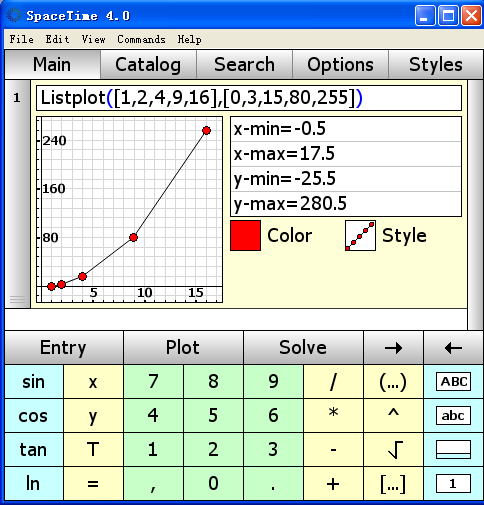 SpaceTime 4.0
File Edit View Commands Help
Main Catalog Search Options Styles
1 Listplot([1,2,4,9,16],[0,3,15,80,255])
x-min=-0.5
x-max=17.5
y-min=-25.5
y-max=280.5
Color Style
240
160
80
5 10 15
Entry Plot Solve → ←
sin x 7 8 9 / (...) ABC
cos y 4 5 6 * ^ abc
tan T 1 2 3 - √
ln = , 0 . + [...] 1